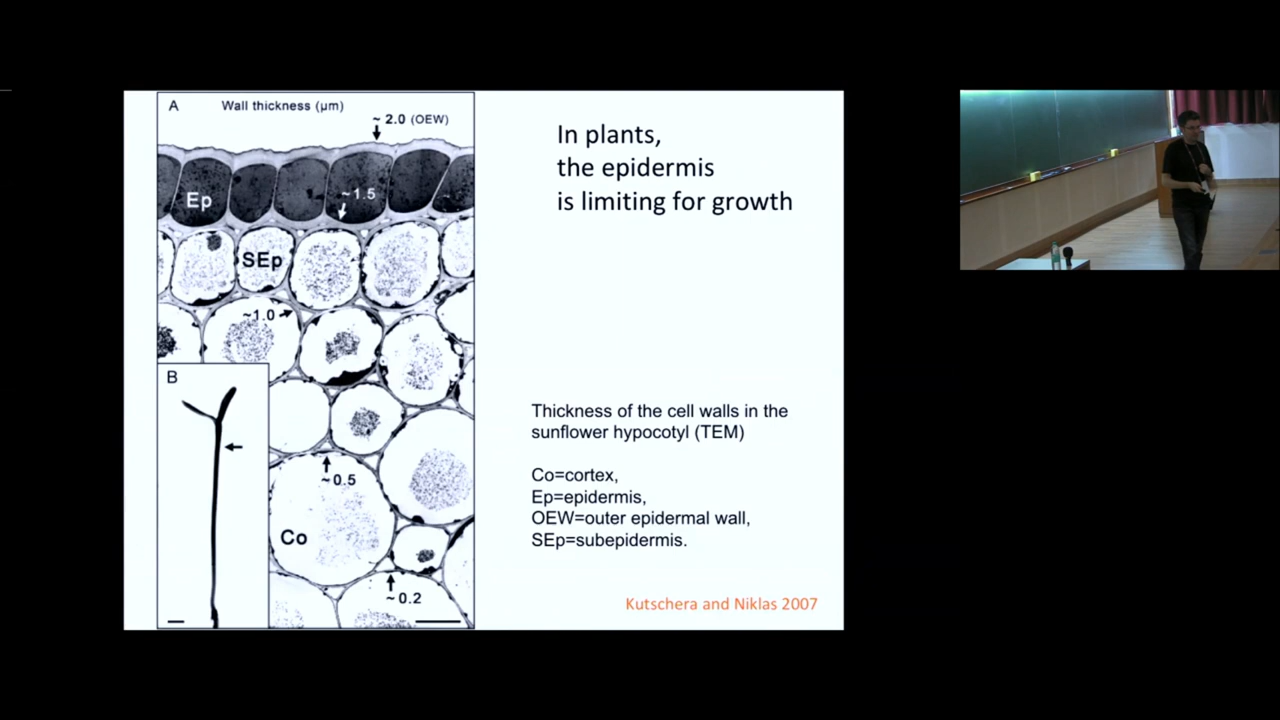 A
Wall thickness (µm)
~ 2.0 (OEW)
Ep
~1.5
SEp
~1.0
B
~0.5
Co
~0.2
In plants,
the epidermis
is limiting for growth
Thickness of the cell walls in the
sunflower hypocotyl (TEM)
Co=cortex,
Ep=epidermis,
OEW=outer epidermal wall,
SEp=subepidermis.
Kutschera and Niklas 2007